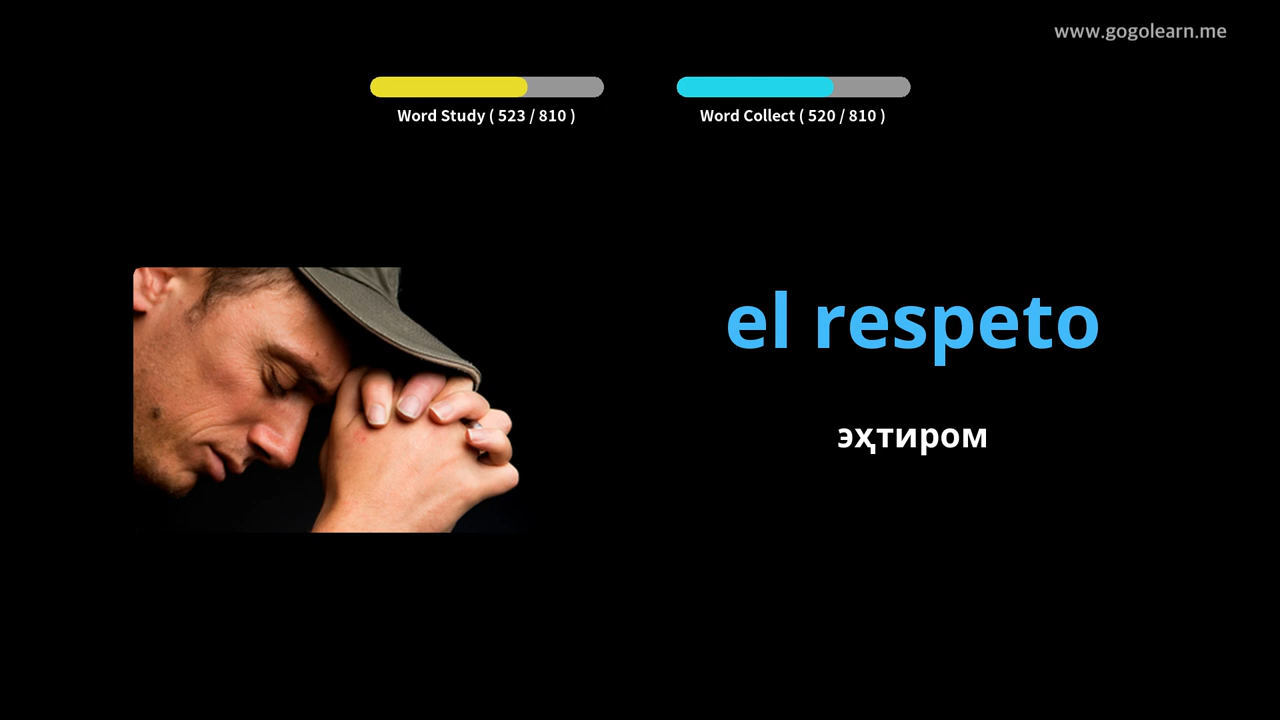 www.gogolearn.me
Word Study ( 523 / 810 )
Word Collect ( 520 / 810 )
el respeto
эҳтиром